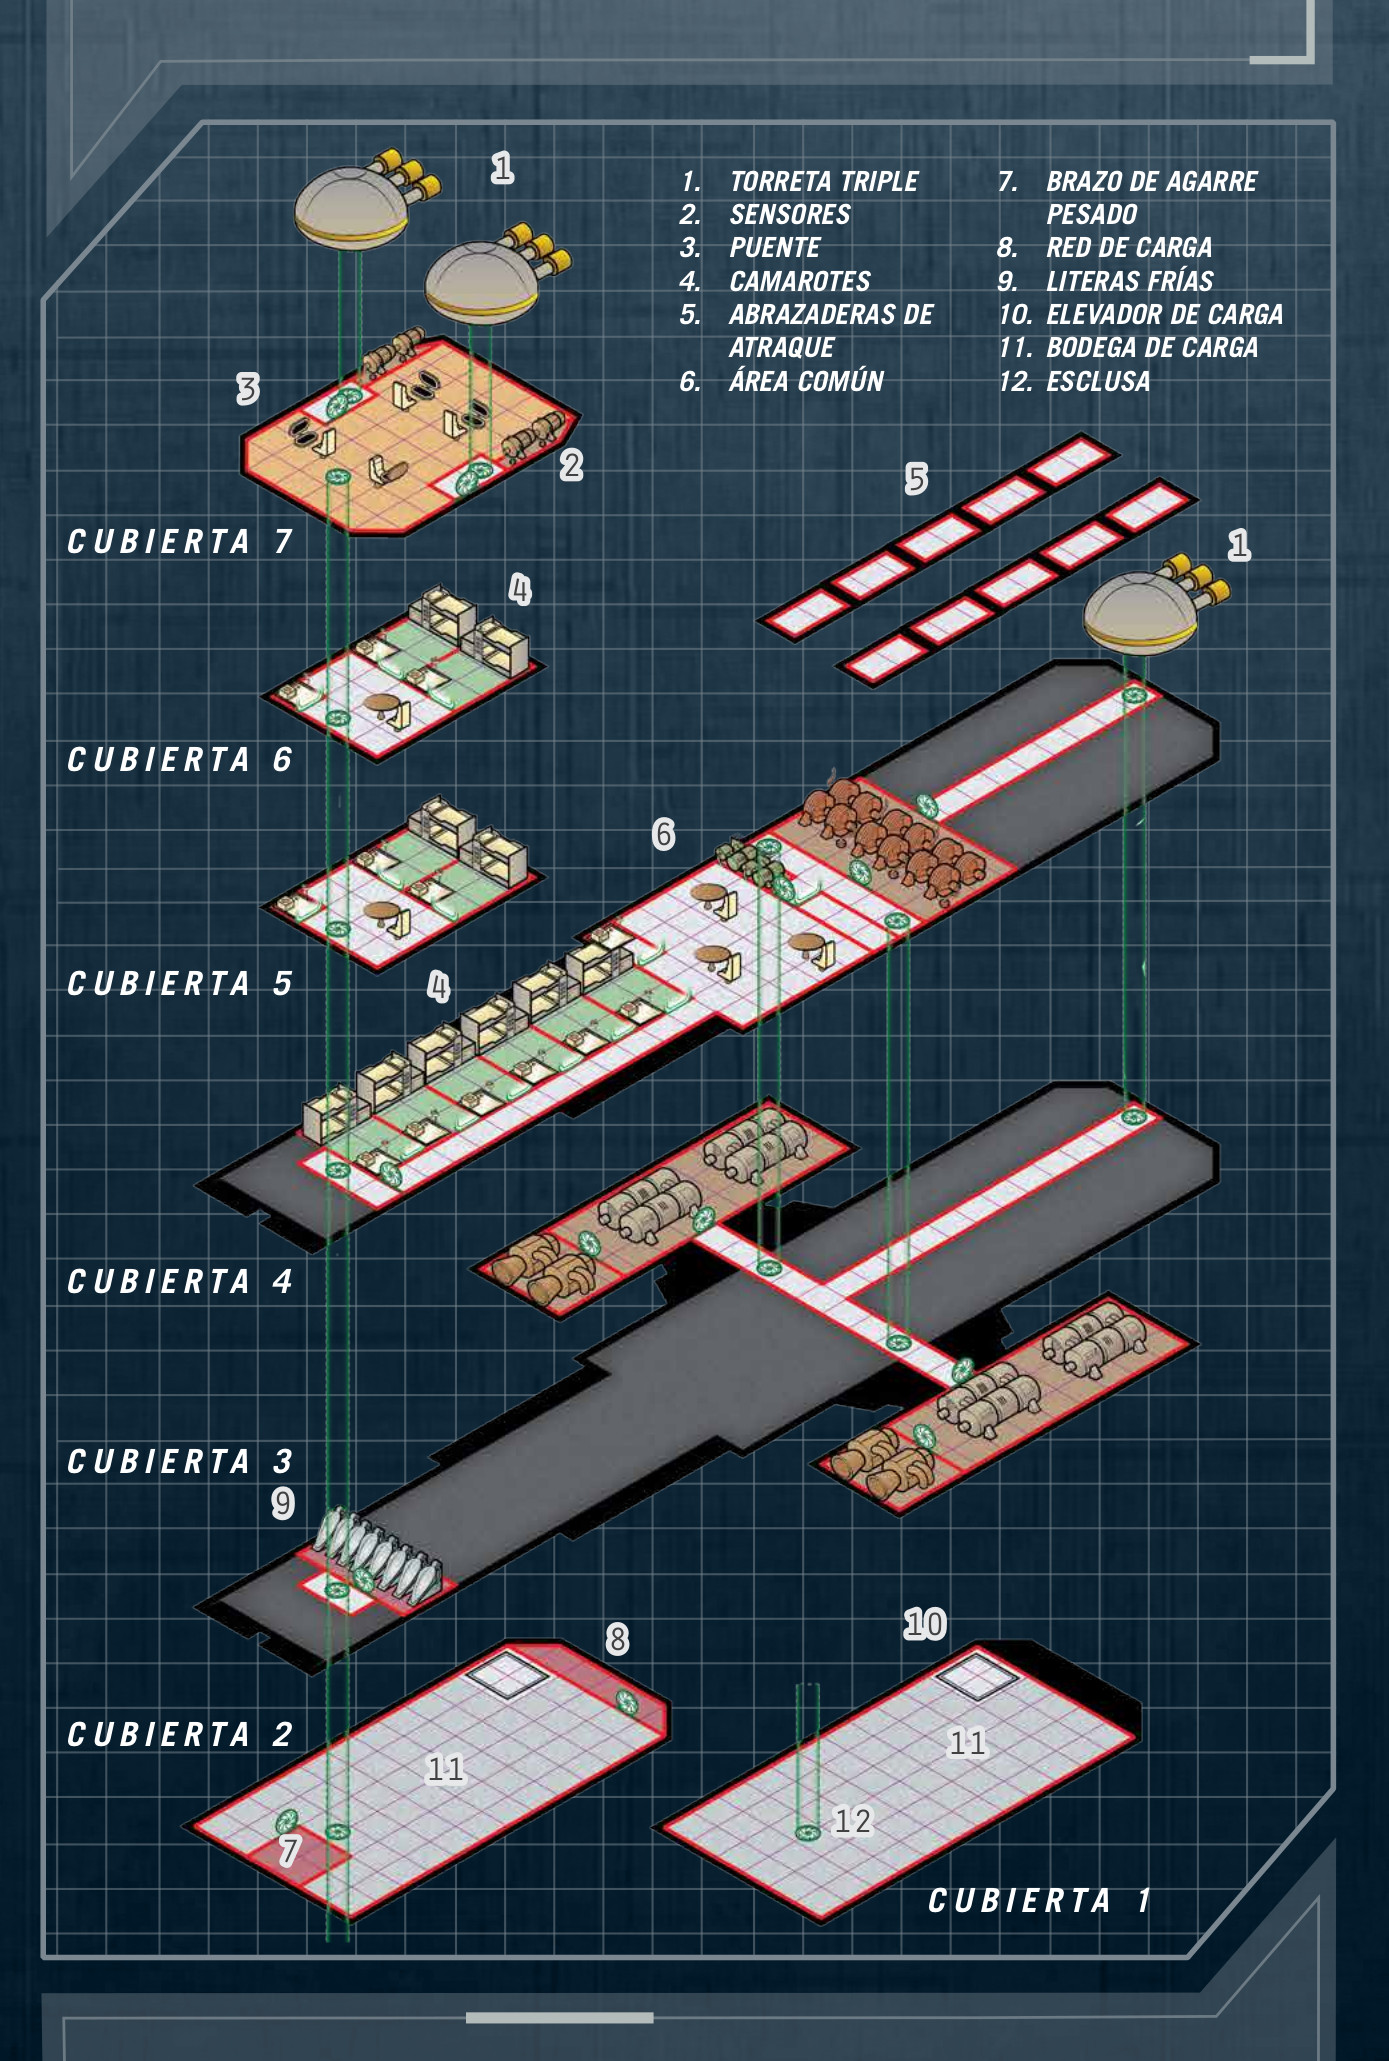 1
1. TORRETA TRIPLE
2. SENSORES
3. PUENTE
4. CAMAROTES
5. ABRAZADERAS DE
ATRAQUE
6. ÁREA COMÚN
7. BRAZO DE AGARRE
PESADO
8. RED DE CARGA
9. LITERAS FRÍAS
10. ELEVADOR DE CARGA
11. BODEGA DE CARGA
12. ESCLUSA
3
2
5
CUBIERTA 7
1
4
CUBIERTA 6
6
CUBIERTA 5
4
CUBIERTA 4
CUBIERTA 3
9
8
10
CUBIERTA 2
11
11
12
7
CUBIERTA 1